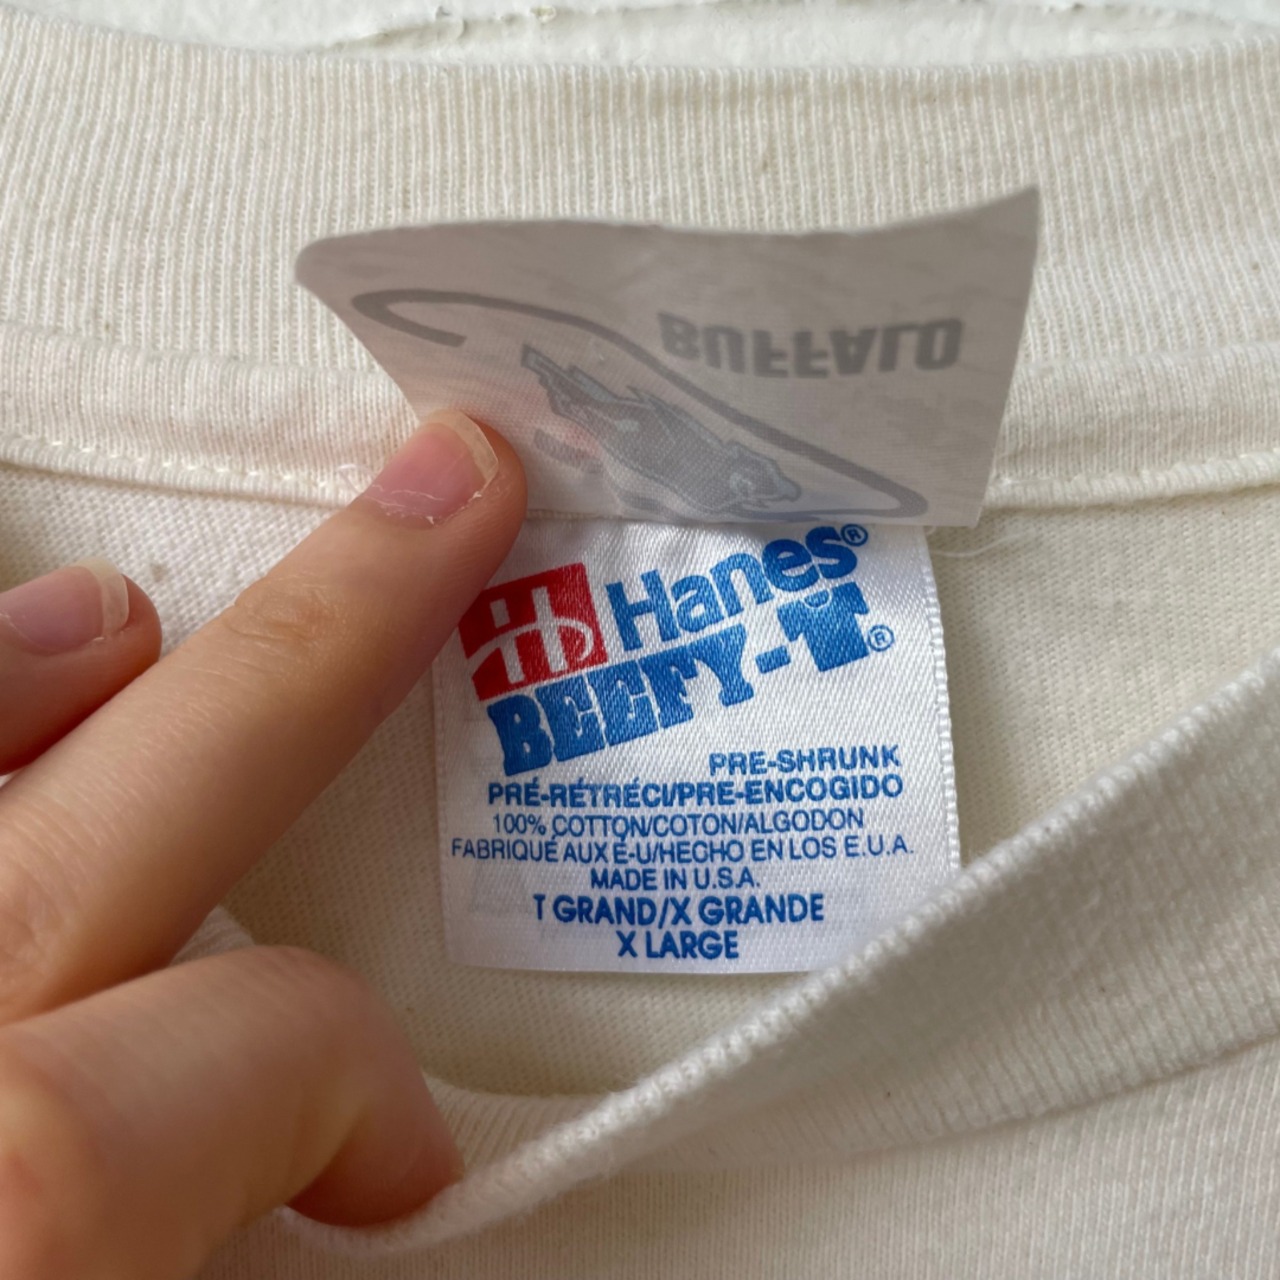 BUFFALO
Hanes®
BEEFY-T®
PRE-SHRUNK
PRÉ-RÉTRÉCI/PRE-ENCOGIDO
100% COTTON/COTON/ALGODON
FABRIQUÉ AUX É-U/HECHO EN LOS E.U.A.
MADE IN U.S.A.
T GRAND/X GRANDE
X LARGE